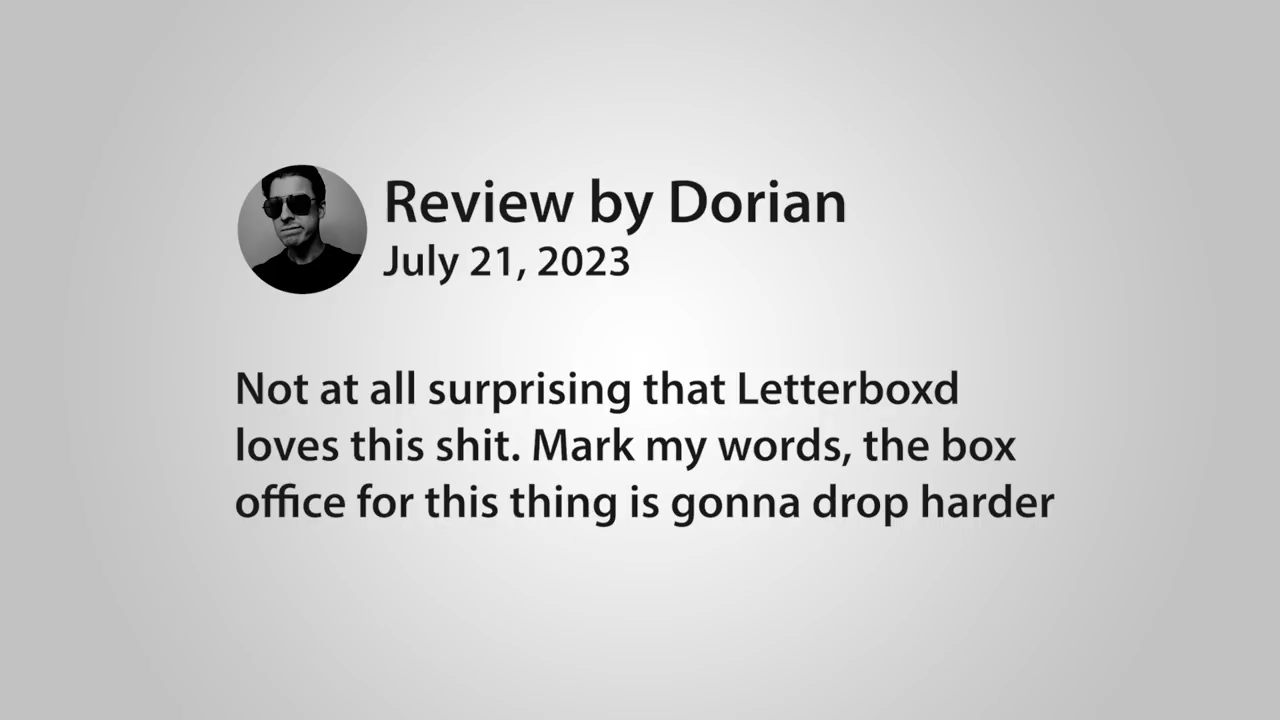 Review by Dorian
July 21, 2023
Not at all surprising that Letterboxd
loves this shit. Mark my words, the box
office for this thing is gonna drop harder